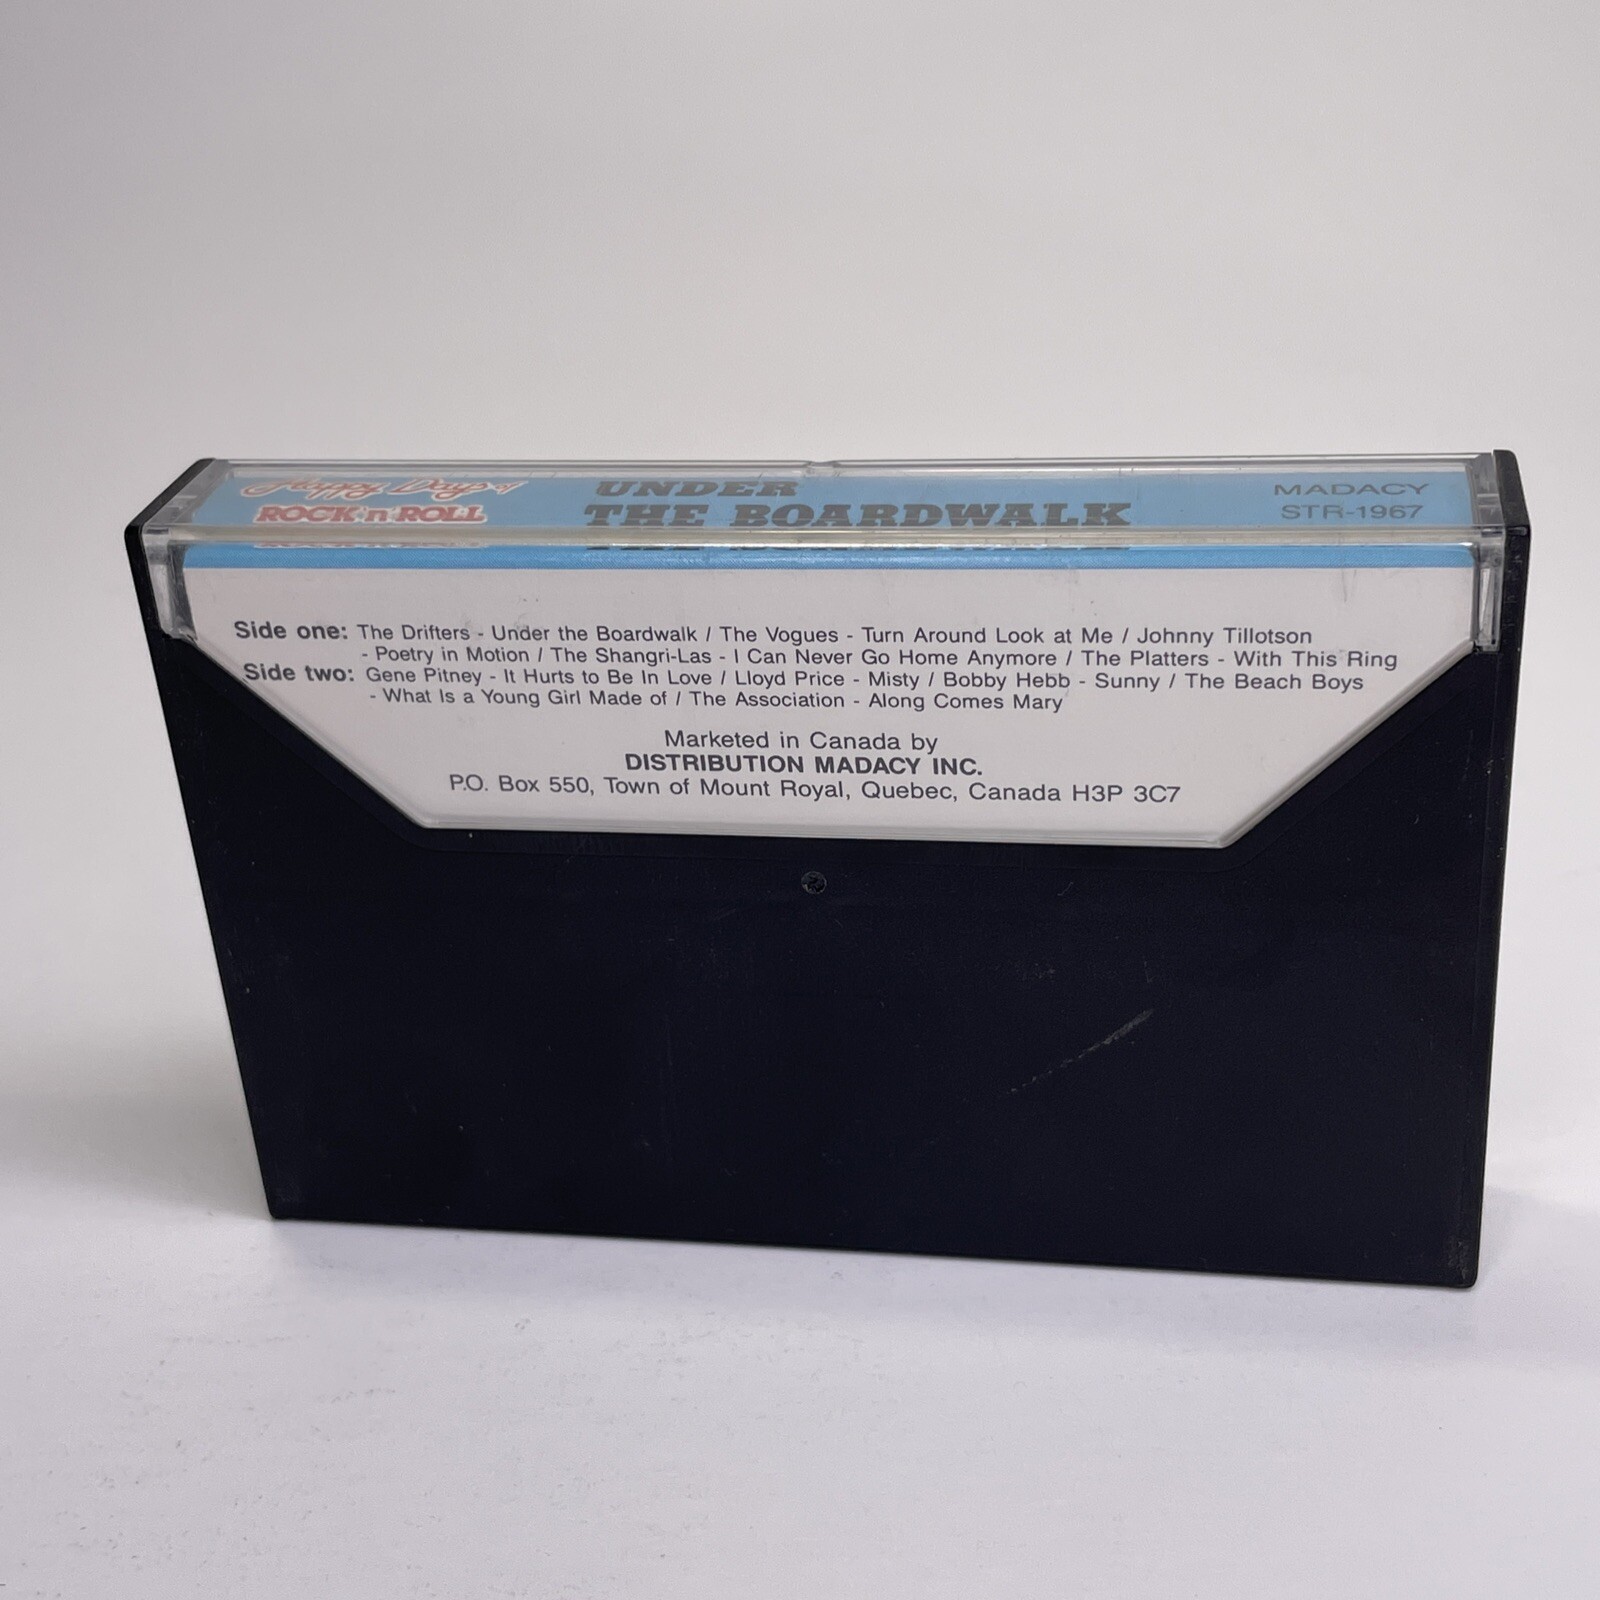 Happy Days of
ROCK 'n' ROLL
UNDER
THE BOARDWALK
MADACY
STR-1967
Side one: The Drifters - Under the Boardwalk / The Vogues - Turn Around Look at Me / Johnny Tillotson
- Poetry in Motion / The Shangri-Las - I Can Never Go Home Anymore / The Platters - With This Ring
Side two: Gene Pitney - It Hurts to Be In Love / Lloyd Price - Misty / Bobby Hebb - Sunny / The Beach Boys
- What Is a Young Girl Made of / The Association - Along Comes Mary
Marketed in Canada by
DISTRIBUTION MADACY INC.
P.O. Box 550, Town of Mount Royal, Quebec, Canada H3P 3C7